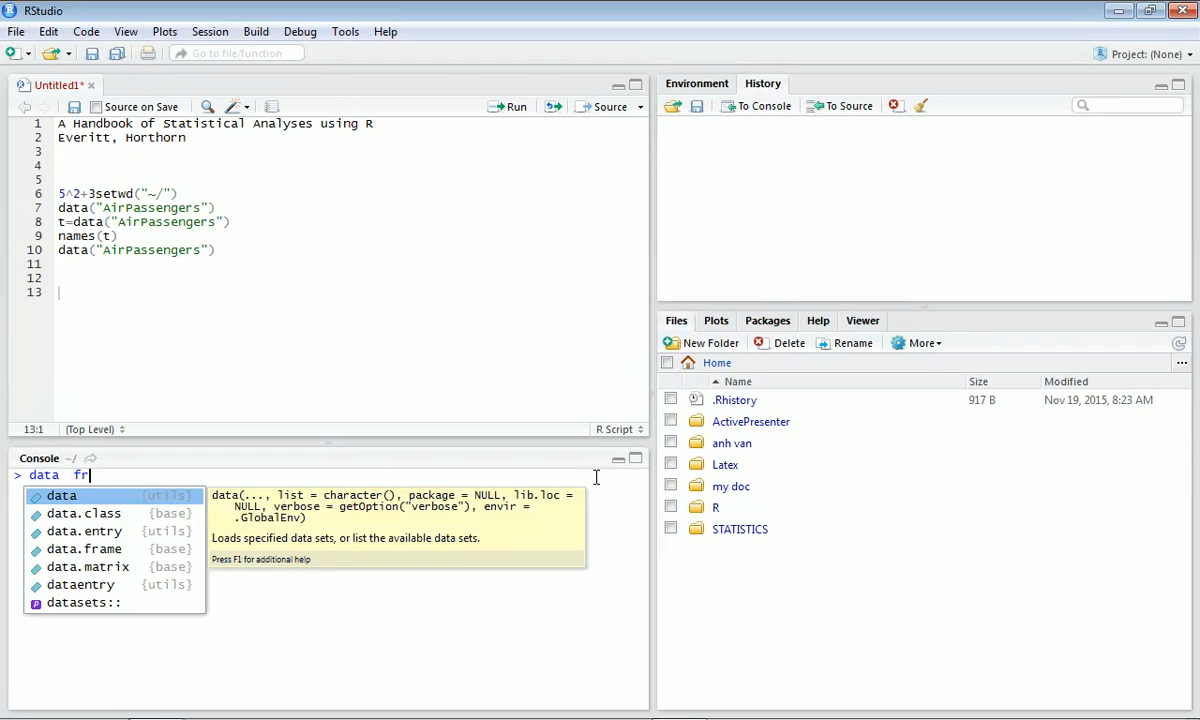 RStudio
File Edit Code View Plots Session Build Debug Tools Help
Go to file/function
Project: (None)
Untitled1*
Source on Save
Run
Source
1 A Handbook of Statistical Analyses using R
2 Everitt, Horthorn
3
4
5
6 5^2+3setwd("~/")
7 data("AirPassengers")
8 t=data("AirPassengers")
9 names(t)
10 data("AirPassengers")
11
12
13
13:1 (Top Level) R Script
Console ~/
> data  fr
data {utils}
data.class {base}
data.entry {utils}
data.frame {base}
data.matrix {base}
dataentry {utils}
datasets::
data(..., list = character(), package = NULL, lib.loc =
NULL, verbose = getOption("verbose"), envir =
.GlobalEnv)
Loads specified data sets, or list the available data sets.
Press F1 for additional help
Environment History
To Console To Source
Files Plots Packages Help Viewer
New Folder Delete Rename More
Home
Name Size Modified
.Rhistory 917 B Nov 19, 2015, 8:23 AM
ActivePresenter
anh van
Latex
my doc
R
STATISTICS